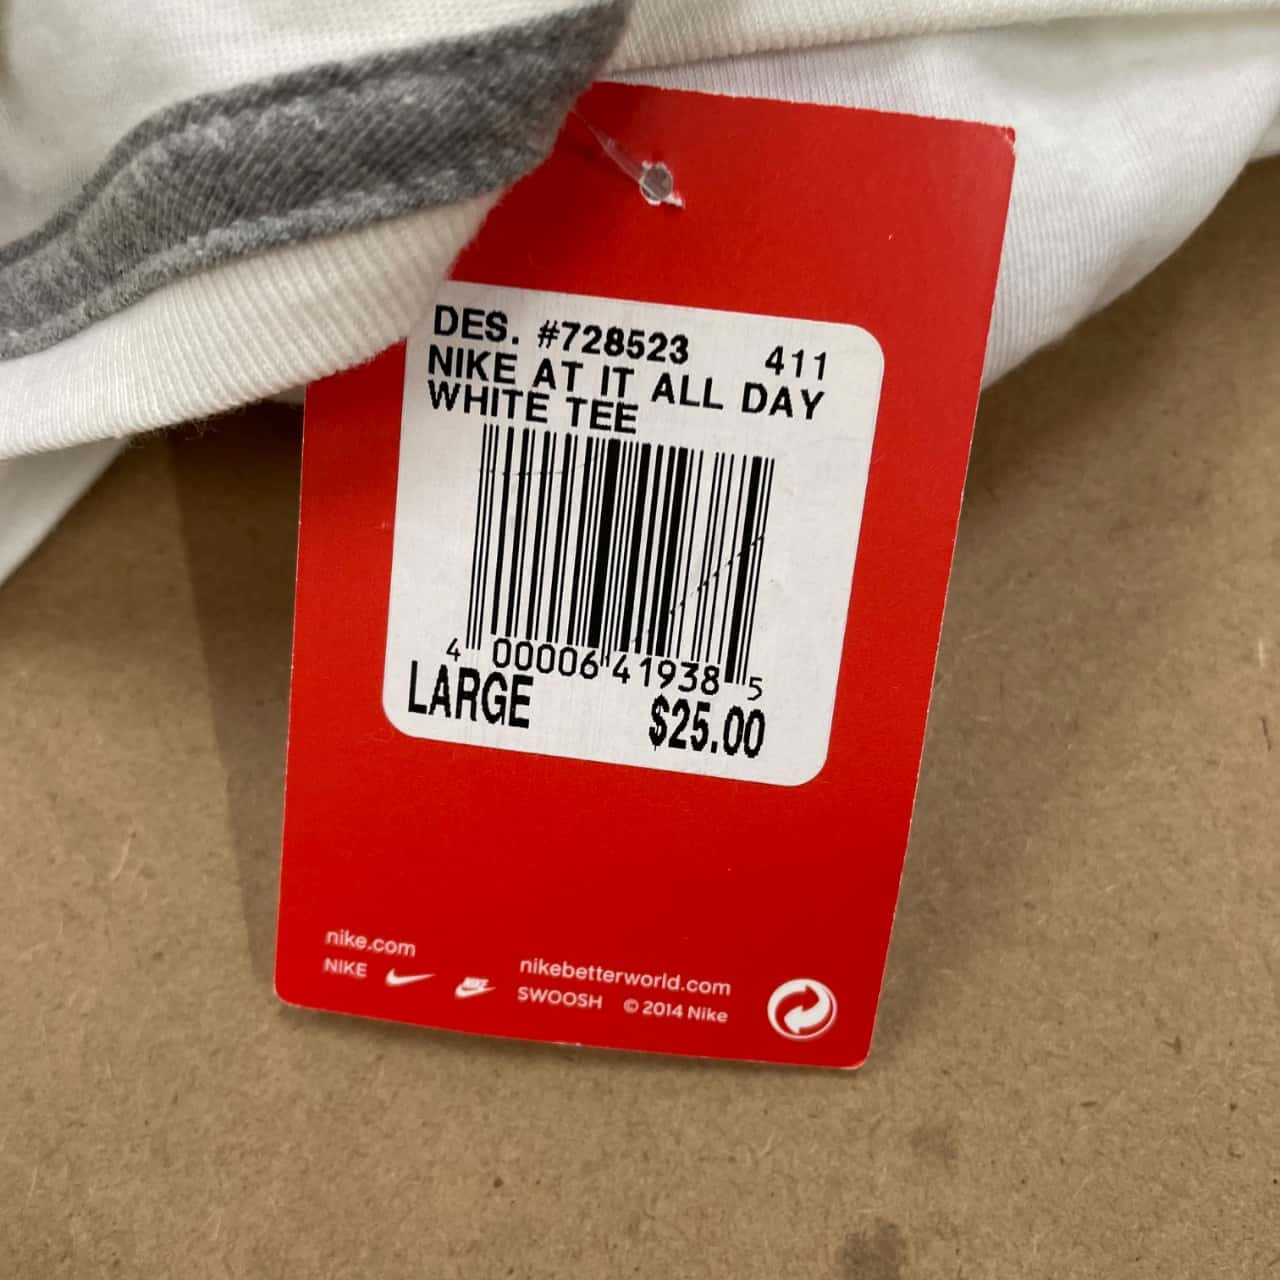 DES. #728523 411
NIKE AT IT ALL DAY
WHITE TEE
4 00006 41938 5
LARGE $25.00
nike.com
NIKE
NIKE
nikebetterworld.com
SWOOSH © 2014 Nike